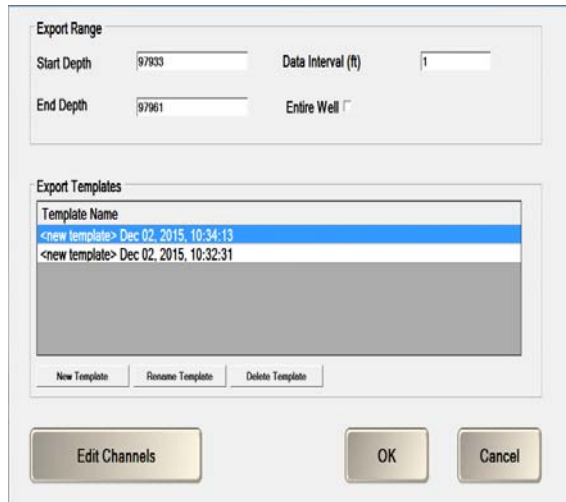 Export Range
Start Depth 97933 Data Interval (ft) 1
End Depth 97961 Entire Well
Export Templates
Template Name
<new template> Dec 02, 2015, 10:34:13
<new template> Dec 02, 2015, 10:32:31
New Template Rename Template Delete Template
Edit Channels OK Cancel